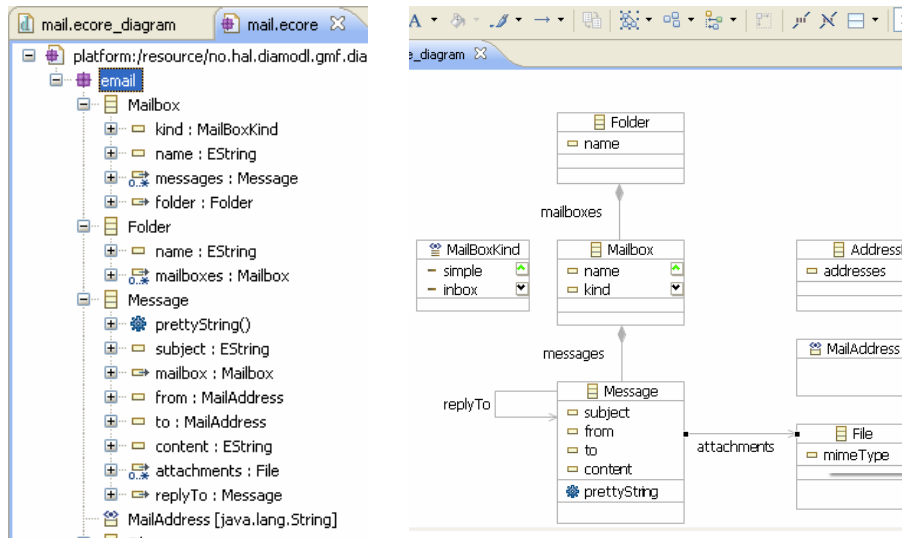 mail.ecore_diagram
mail.ecore
platform:/resource/no.hal.diamodl.gmf.dia
email
Mailbox
kind : MailBoxKind
name : EString
0..* messages : Message
folder : Folder
Folder
name : EString
0..* mailboxes : Mailbox
Message
prettyString()
subject : EString
mailbox : Mailbox
from : MailAddress
to : MailAddress
content : EString
0..* attachments : File
replyTo : Message
MailAddress [java.lang.String]
A
e_diagram
Folder
name
mailboxes
MailBoxKind
simple
inbox
Mailbox
name
kind
Address
addresses
messages
MailAddress
replyTo
Message
subject
from
to
content
prettyString
attachments
File
mimeType